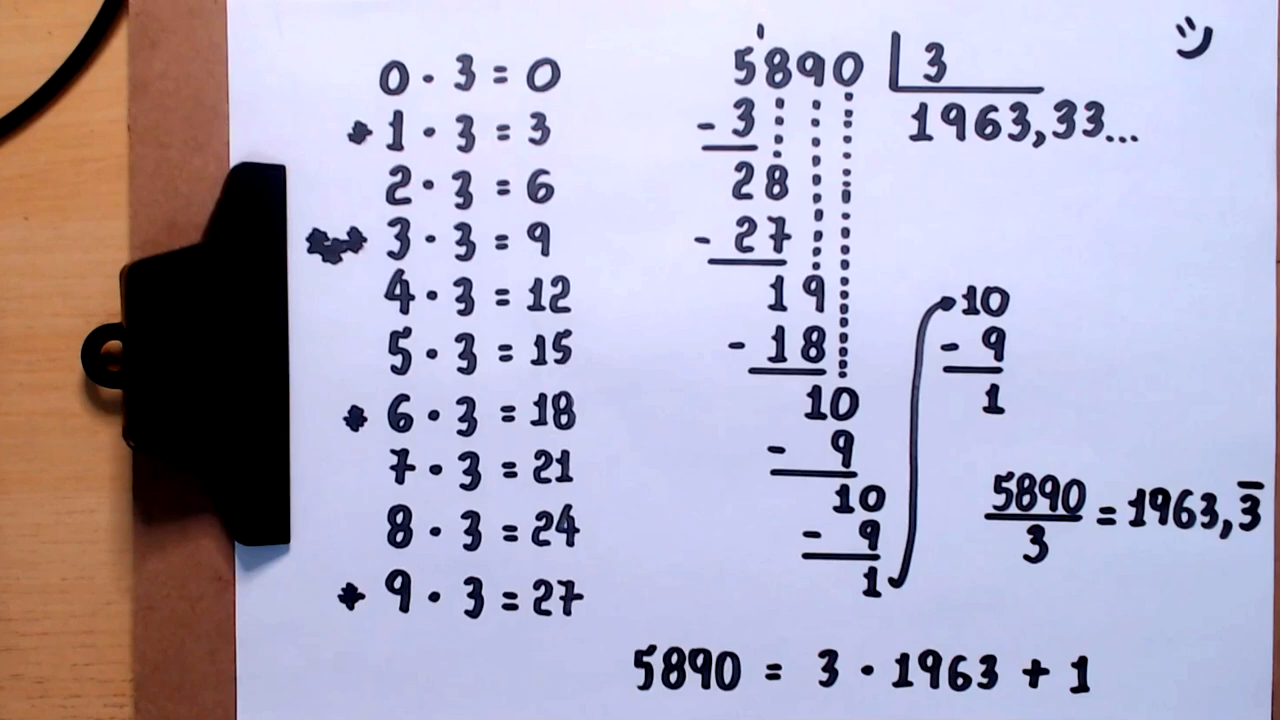 0 · 3 = 0
* 1 · 3 = 3
2 · 3 = 6
*** 3 · 3 = 9
4 · 3 = 12
5 · 3 = 15
* 6 · 3 = 18
7 · 3 = 21
8 · 3 = 24
* 9 · 3 = 27
5890 | 3
- 3 1963,33...
28
- 27
19
- 18
10
- 9
10
- 9
1
10
- 9
1
5890/3 = 1963,3̅
5890 = 3 · 1963 + 1